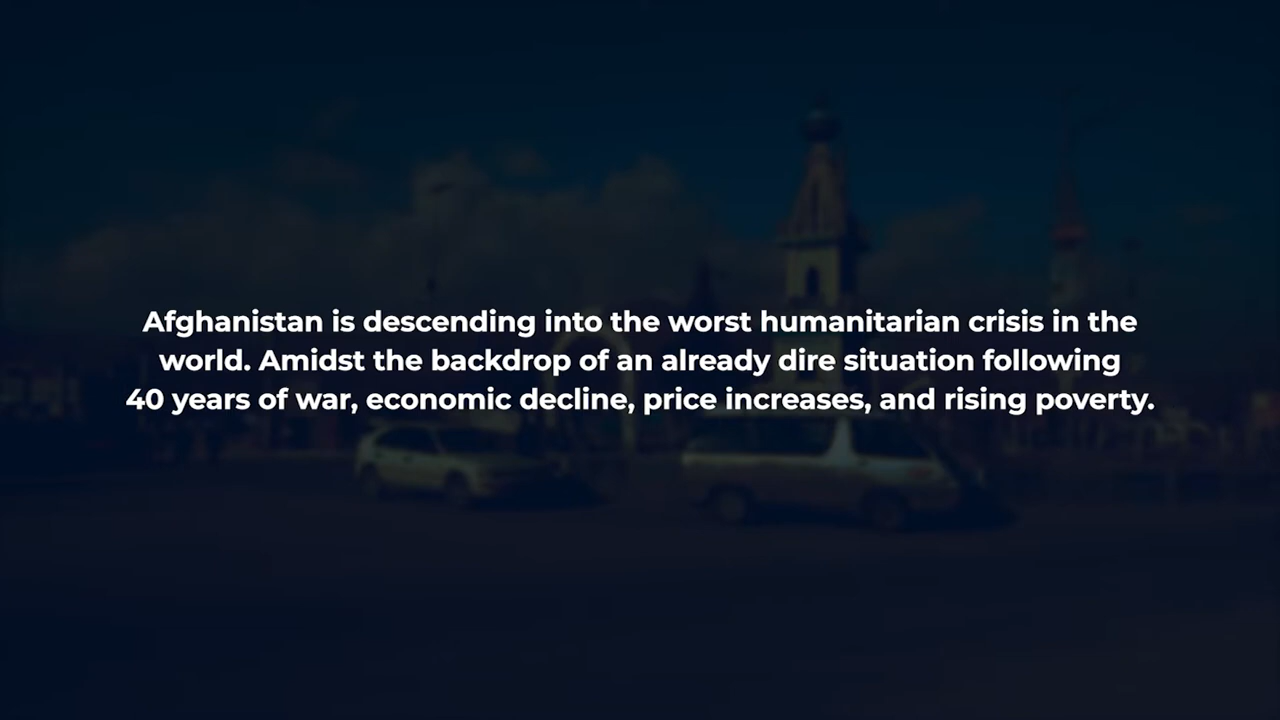 Afghanistan is descending into the worst humanitarian crisis in the
world. Amidst the backdrop of an already dire situation following
40 years of war, economic decline, price increases, and rising poverty.